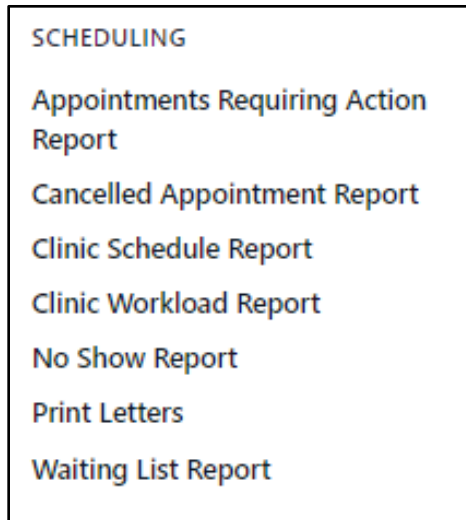 SCHEDULING
Appointments Requiring Action
Report
Cancelled Appointment Report
Clinic Schedule Report
Clinic Workload Report
No Show Report
Print Letters
Waiting List Report